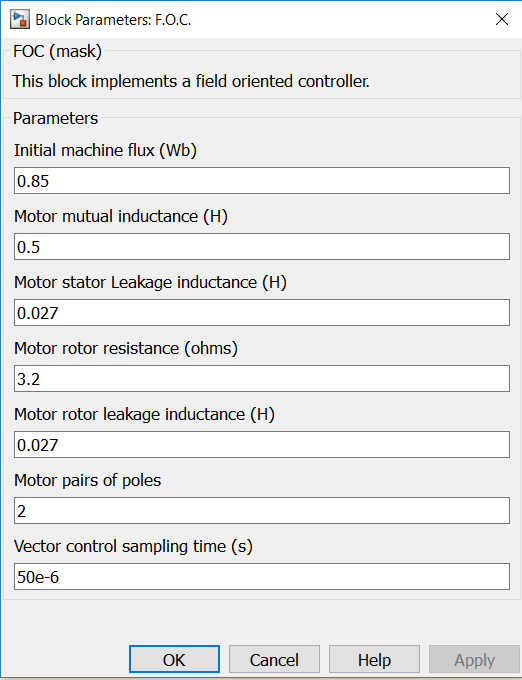 Block Parameters: F.O.C.
FOC (mask)
This block implements a field oriented controller.
Parameters
Initial machine flux (Wb)
0.85
Motor mutual inductance (H)
0.5
Motor stator Leakage inductance (H)
0.027
Motor rotor resistance (ohms)
3.2
Motor rotor leakage inductance (H)
0.027
Motor pairs of poles
2
Vector control sampling time (s)
50e-6
OK Cancel Help Apply